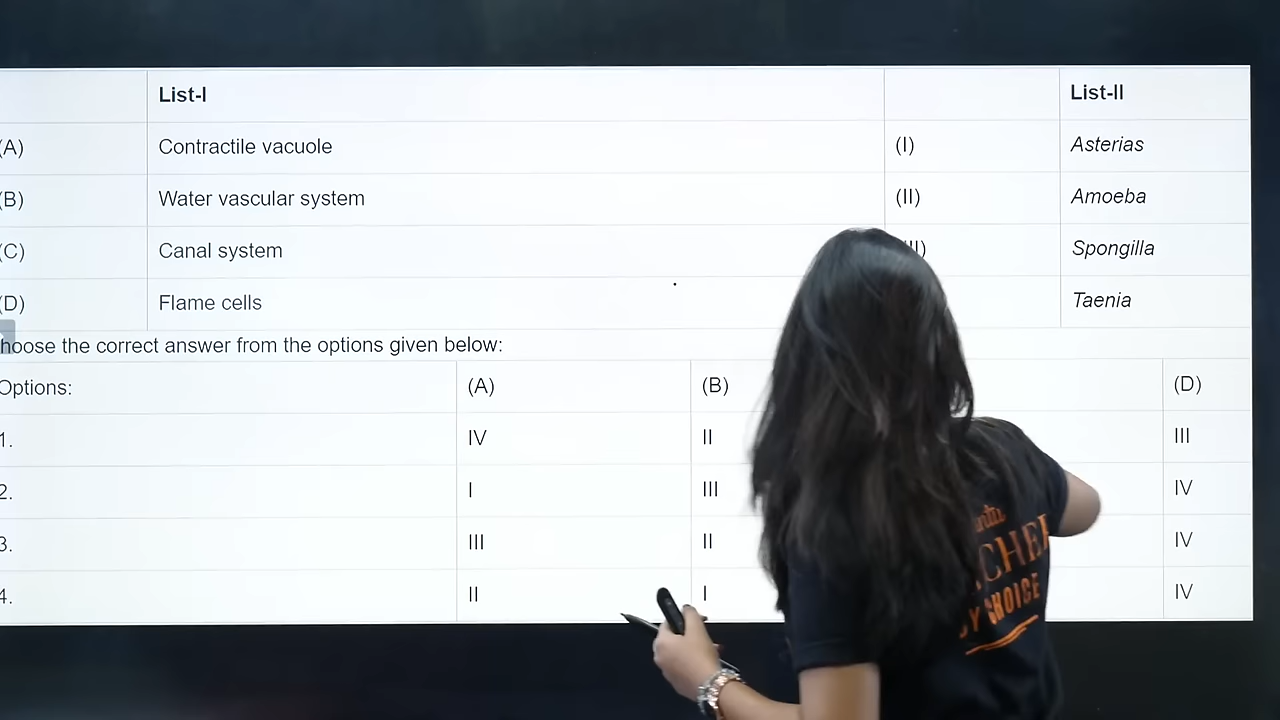 List-I List-II
(A) Contractile vacuole (I) Asterias
(B) Water vascular system (II) Amoeba
(C) Canal system Spongilla
(D) Flame cells Taenia
hoose the correct answer from the options given below:
Options: (A) (B) (D)
1. IV II III
2. I III IV
3. III II IV
4. II I IV
BY CHOICE